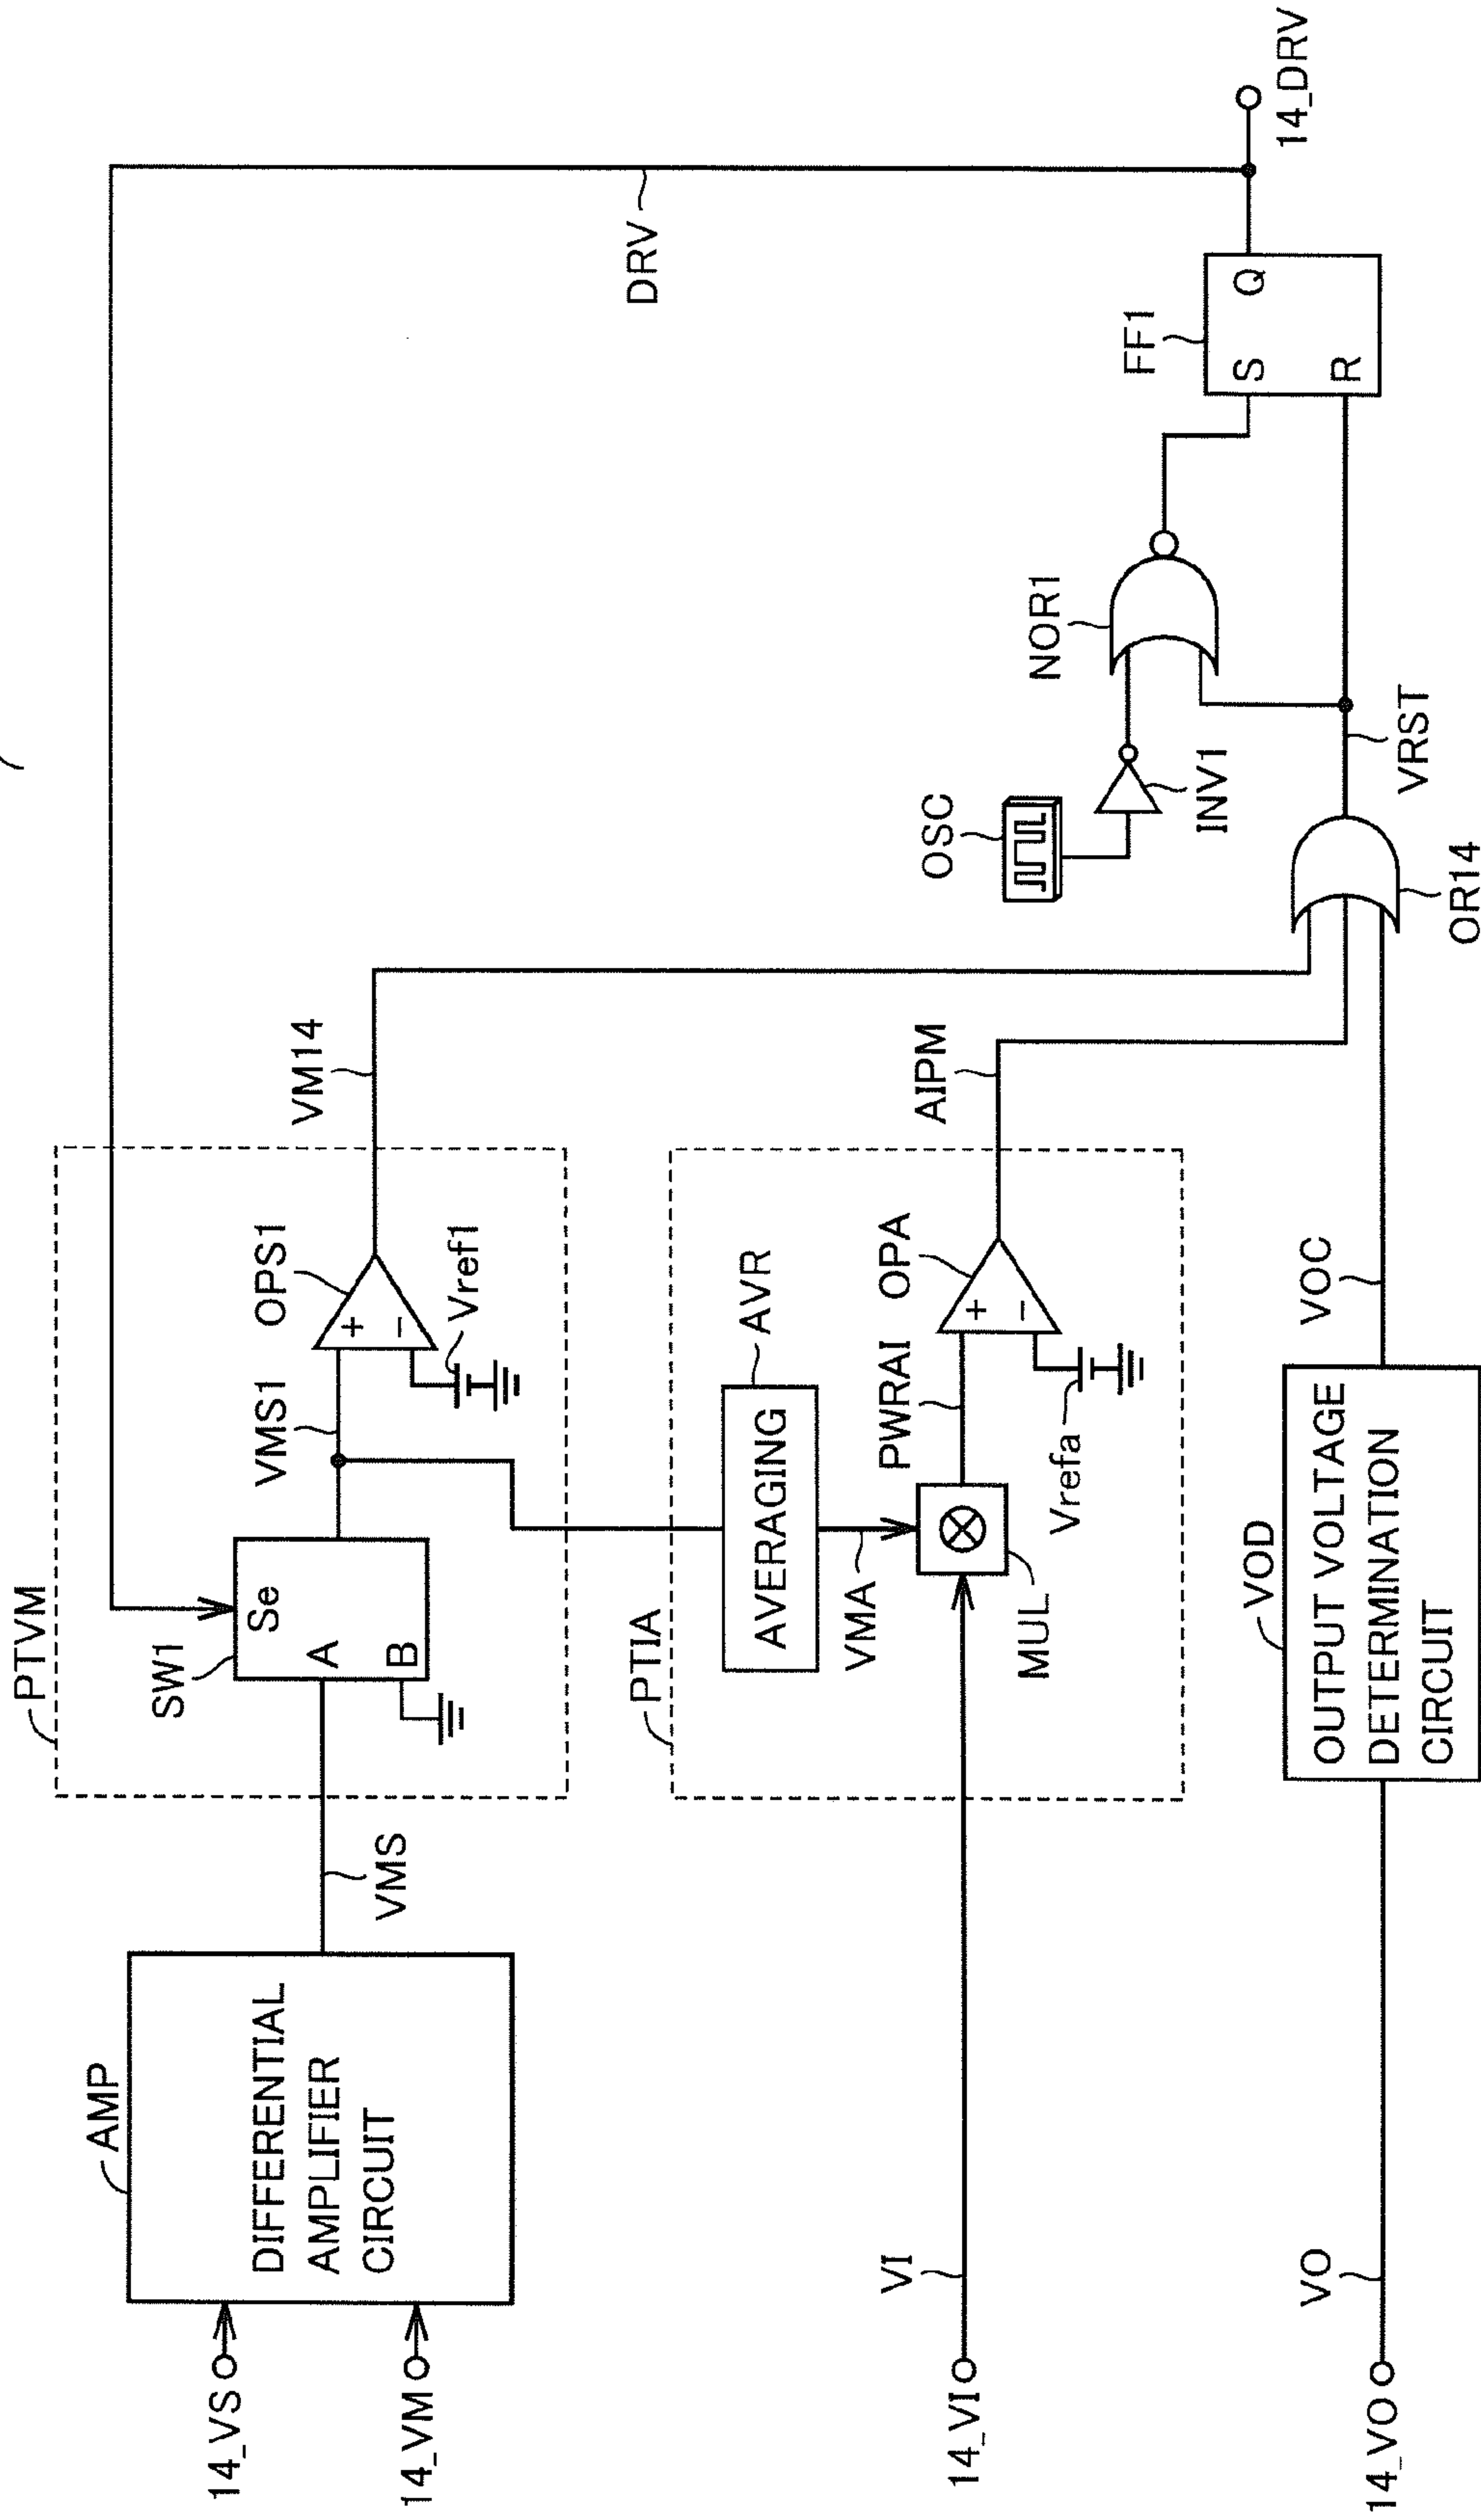 14_VS
14_VM
AMP
DIFFERENTIAL
AMPLIFIER
CIRCUIT
VMS
PTVM
SW1
Se
A
B
VMS1
OPS1
+
−
Vref1
VM14
DRV
14_VI
VI
PTIA
AVERAGING
AVR
VMA
MUL
PWRAI
OPA
+
−
Vrefa
AIPM
14_VO
VO
VOD
OUTPUT VOLTAGE
DETERMINATION
CIRCUIT
VOC
OR14
VRST
OSC
INV1
NOR1
FF1
S
Q
R
14_DRV